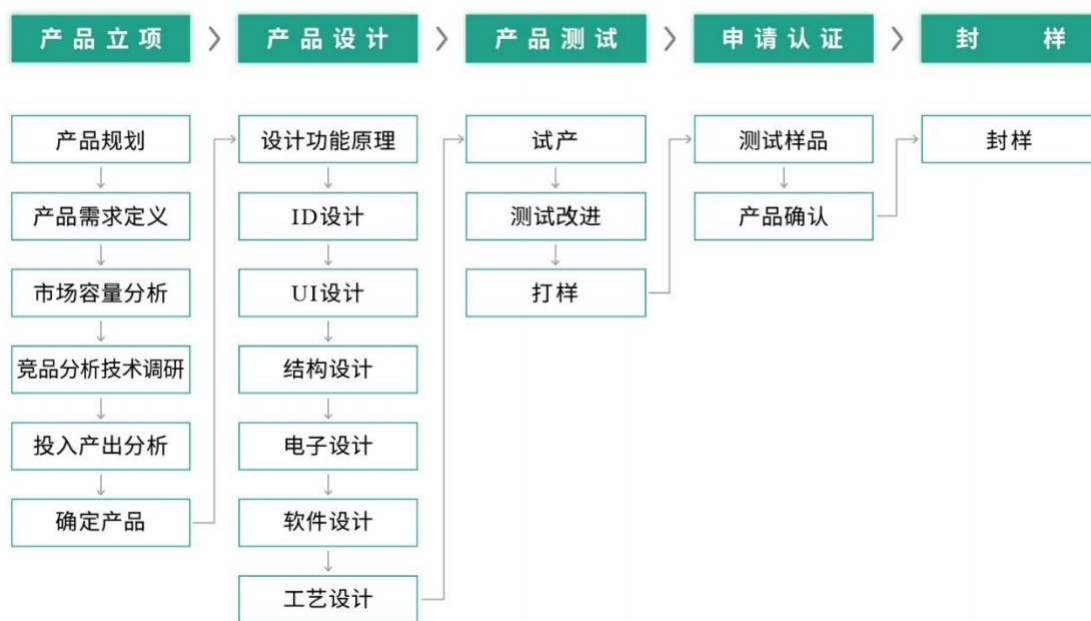 产品立项 > 产品设计 > 产品测试 > 申请认证 > 封样
产品规划
产品需求定义
市场容量分析
竞品分析技术调研
投入产出分析
确定产品
设计功能原理
ID设计
UI设计
结构设计
电子设计
软件设计
工艺设计
试产
测试改进
打样
测试样品
产品确认
封样